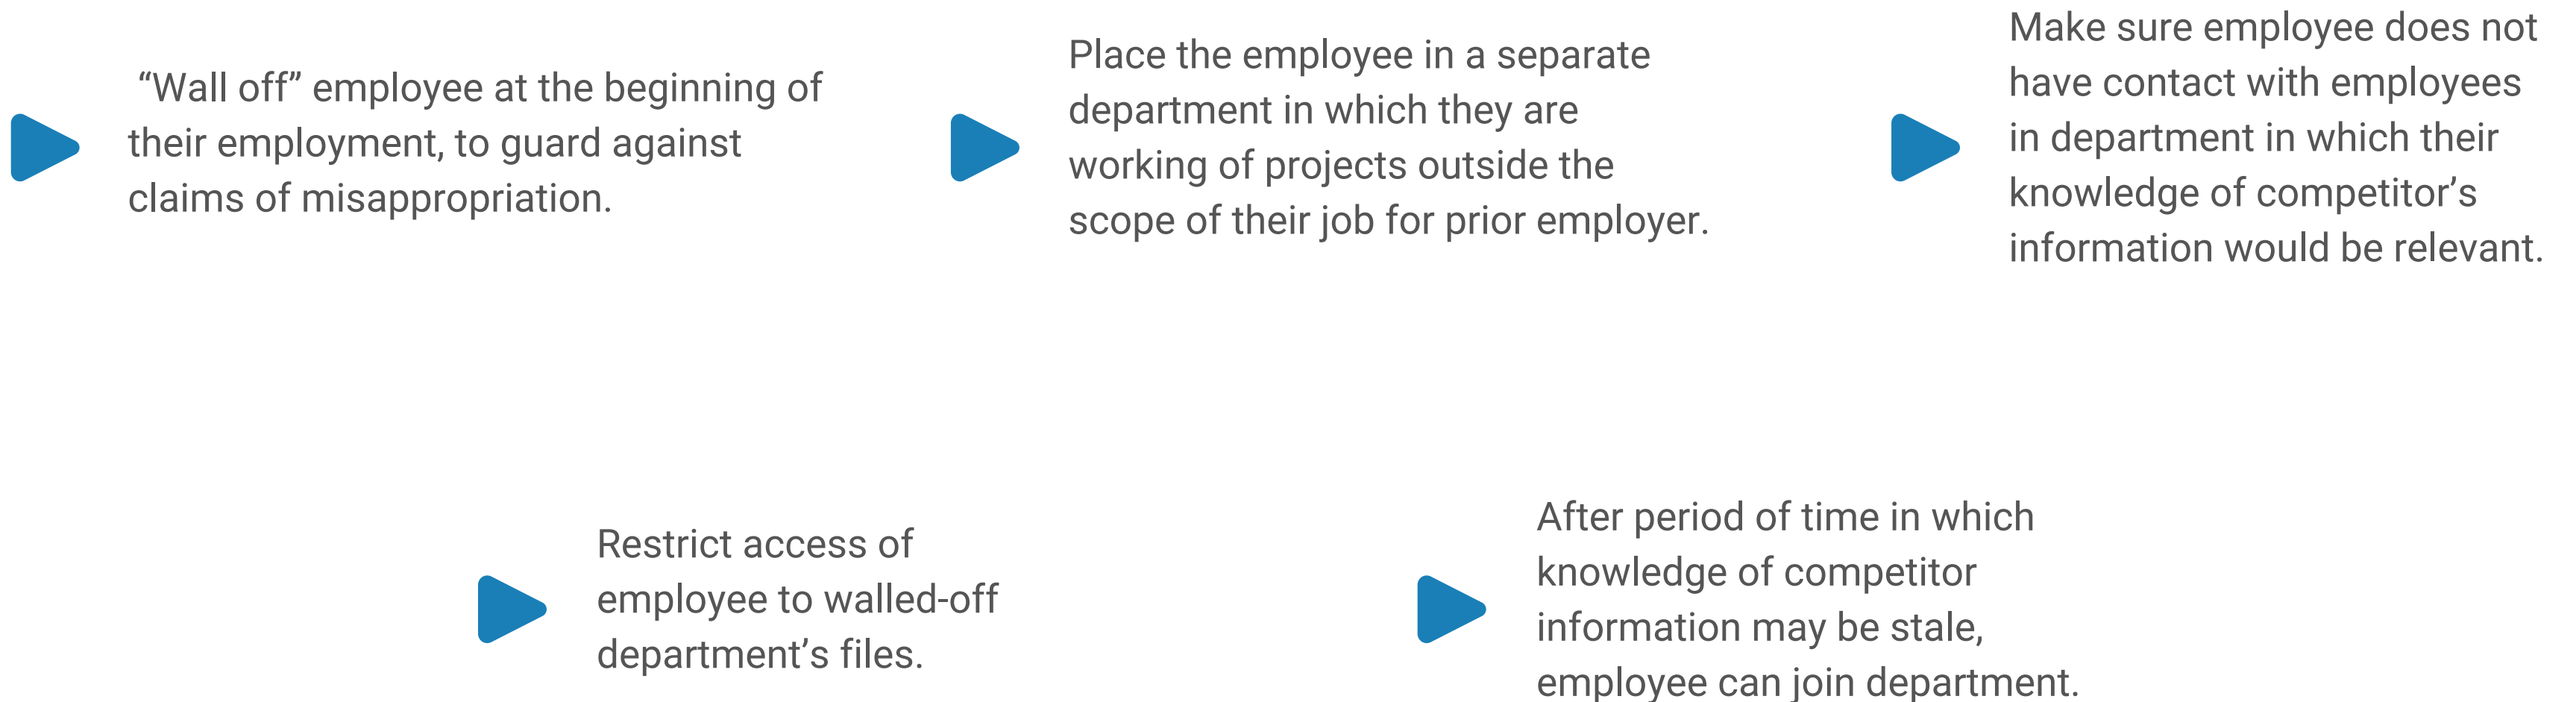 “Wall off” employee at the beginning of
their employment, to guard against
claims of misappropriation.
Place the employee in a separate
department in which they are
working of projects outside the
scope of their job for prior employer.
Make sure employee does not
have contact with employees
in department in which their
knowledge of competitor’s
information would be relevant.
Restrict access of
employee to walled-off
department’s files.
After period of time in which
knowledge of competitor
information may be stale,
employee can join department.